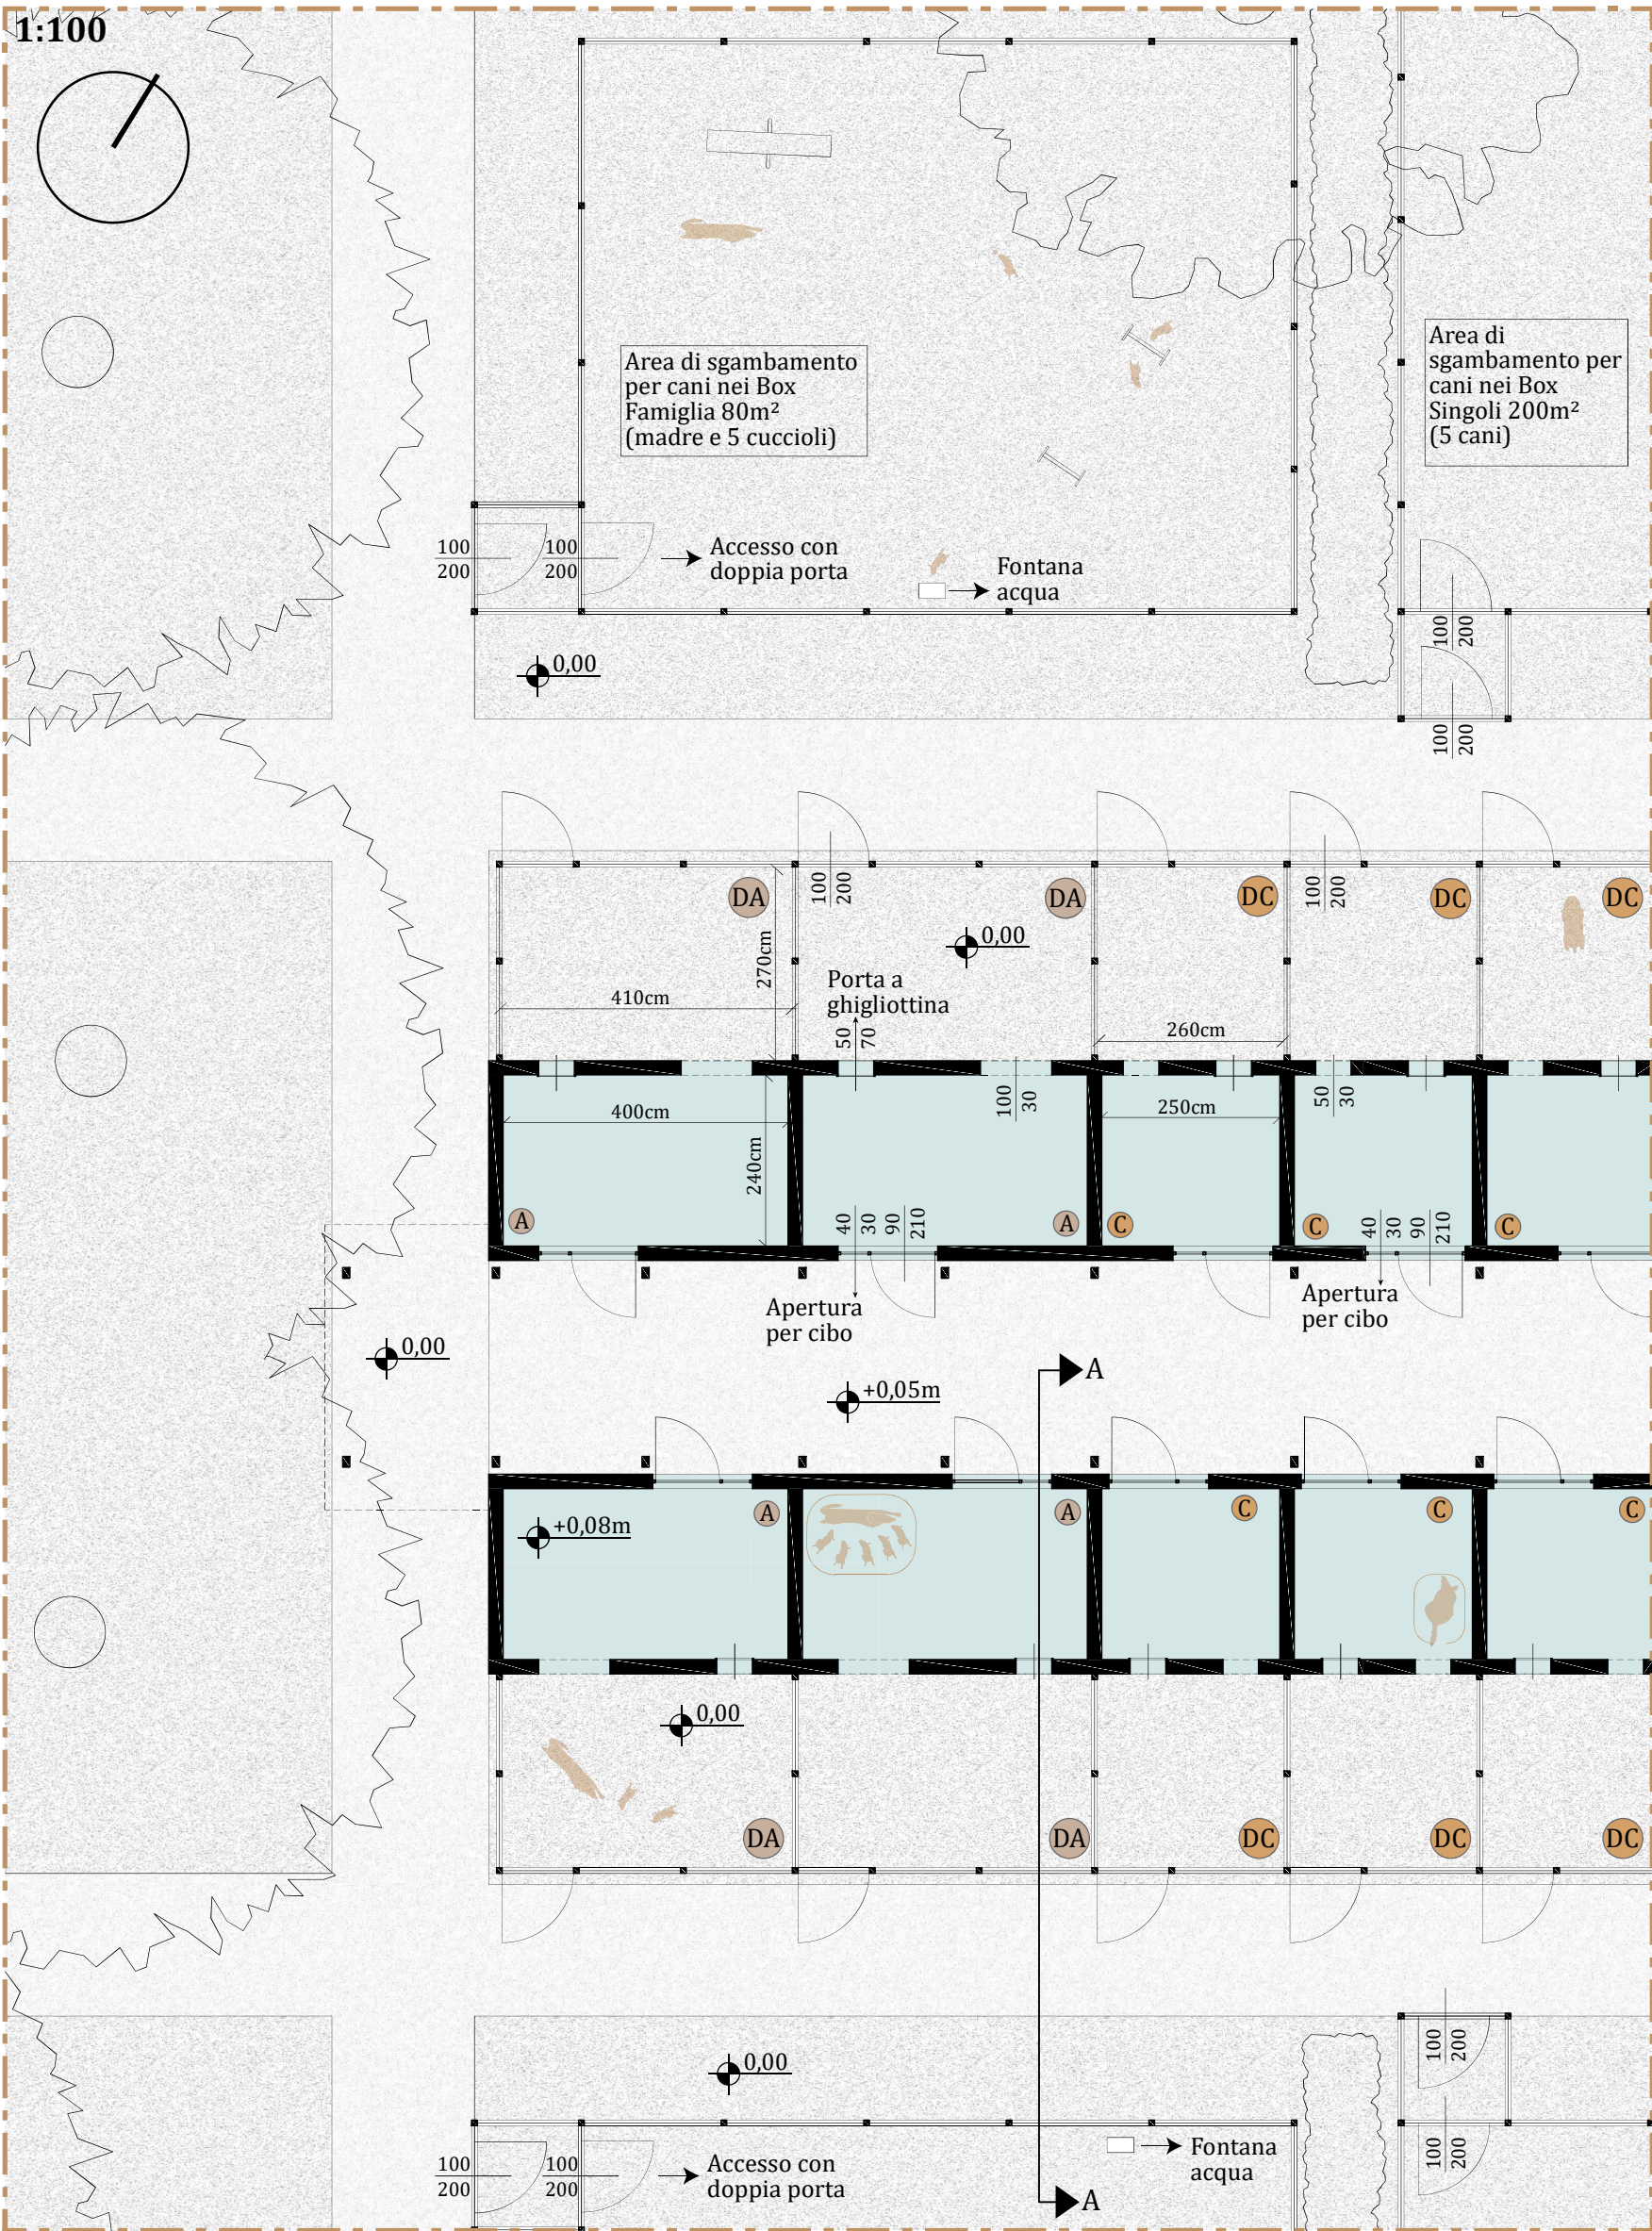 1:100
Area di sgambamento
per cani nei Box
Famiglia 80m²
(madre e 5 cuccioli)
Area di
sgambamento per
cani nei Box
Singoli 200m²
(5 cani)
100
200
100
200
Accesso con
doppia porta
Fontana
acqua
100
200
0,00
100
200
DA
100
200
DA
DC
100
200
DC
DC
0,00
270cm
410cm
Porta a
ghigliottina
50
70
260cm
400cm
100
30
250cm
50
30
240cm
A
40
30
90
210
A
C
C
40
30
90
210
C
Apertura
per cibo
Apertura
per cibo
0,00
A
+0,05m
A
A
C
C
C
+0,08m
0,00
DA
DA
DC
DC
DC
100
200
0,00
Accesso con
doppia porta
100
200
100
200
Fontana
acqua
100
200
A